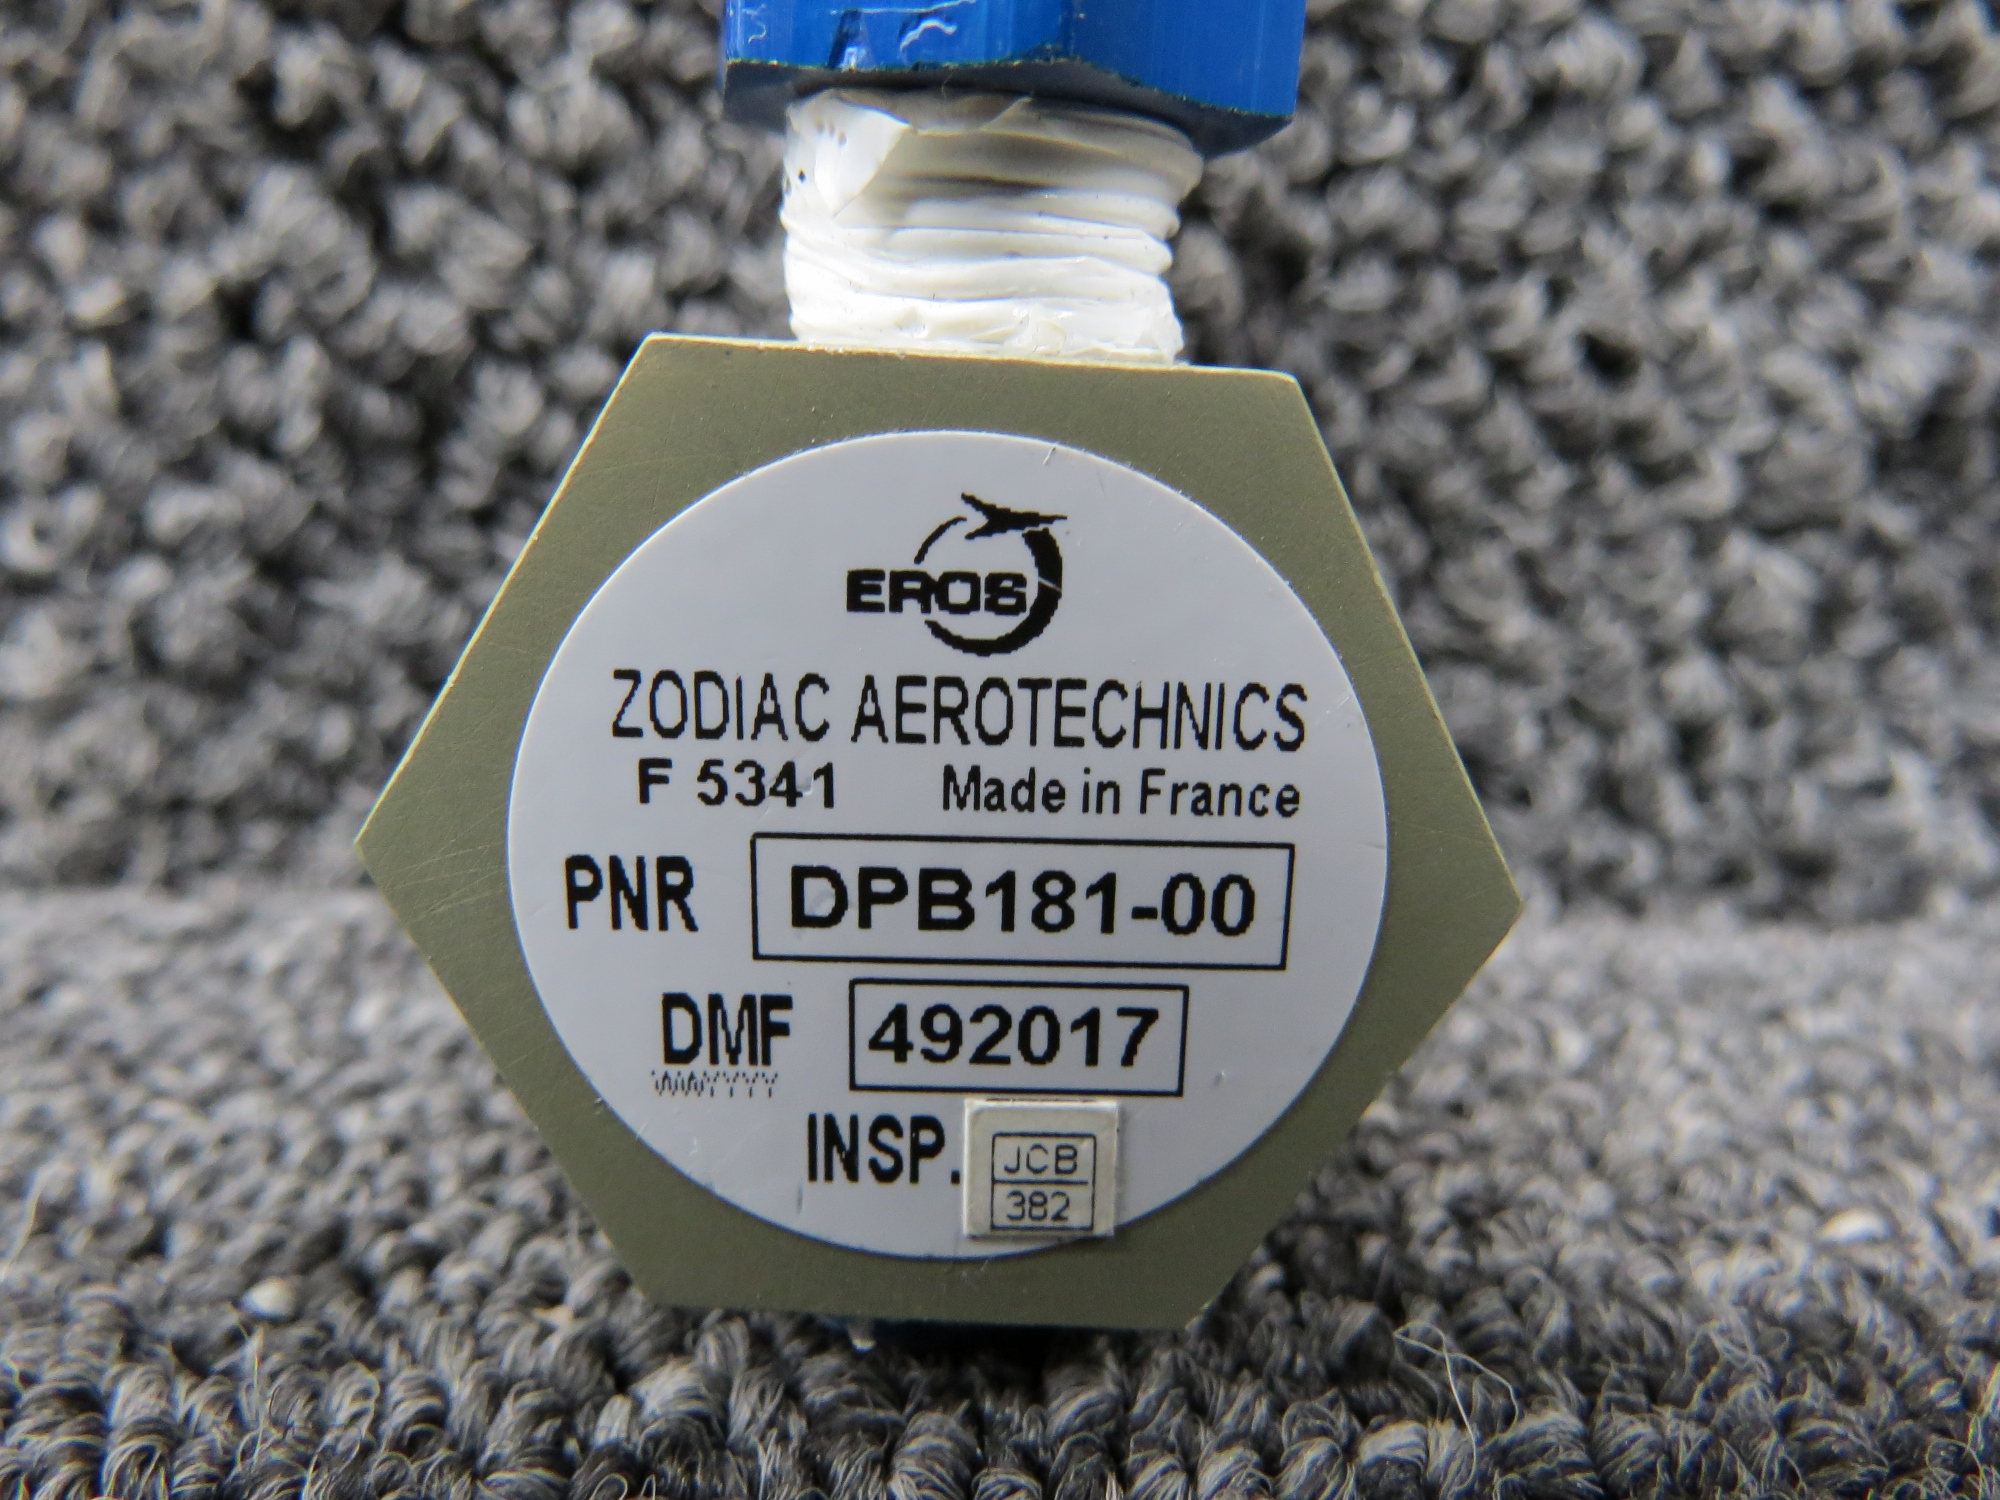 EROS
ZODIAC AEROTECHNICS
F 5341 Made in France
PNR DPB181-00
DMF 492017
WWYYYY
INSP. JCB
382